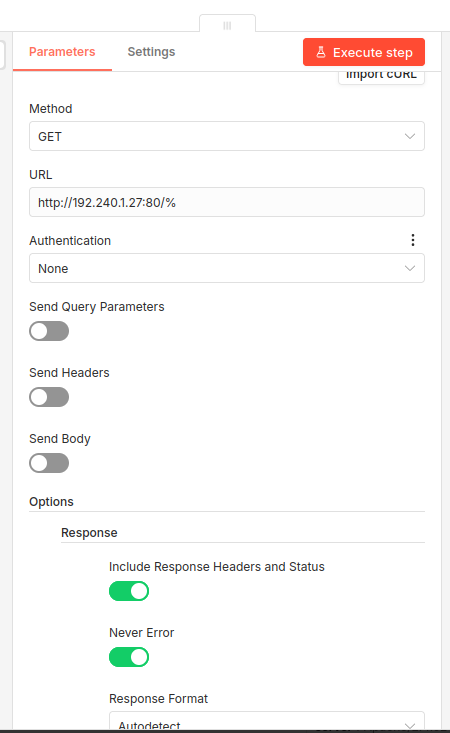 Parameters
Settings
Execute step
Import cURL
Method
GET
URL
http://192.240.1.27:80/%
Authentication
None
Send Query Parameters
Send Headers
Send Body
Options
Response
Include Response Headers and Status
Never Error
Response Format
Autodetect